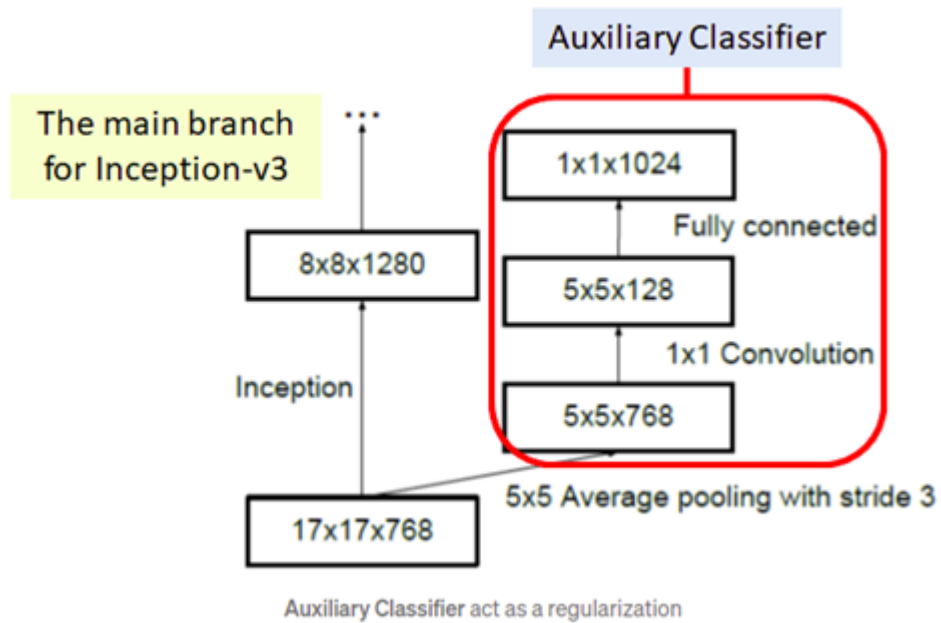 Auxiliary Classifier
The main branch
for Inception-v3
...
1x1x1024
Fully connected
8x8x1280
5x5x128
1x1 Convolution
Inception
5x5x768
5x5 Average pooling with stride 3
17x17x768
Auxiliary Classifier act as a regularization